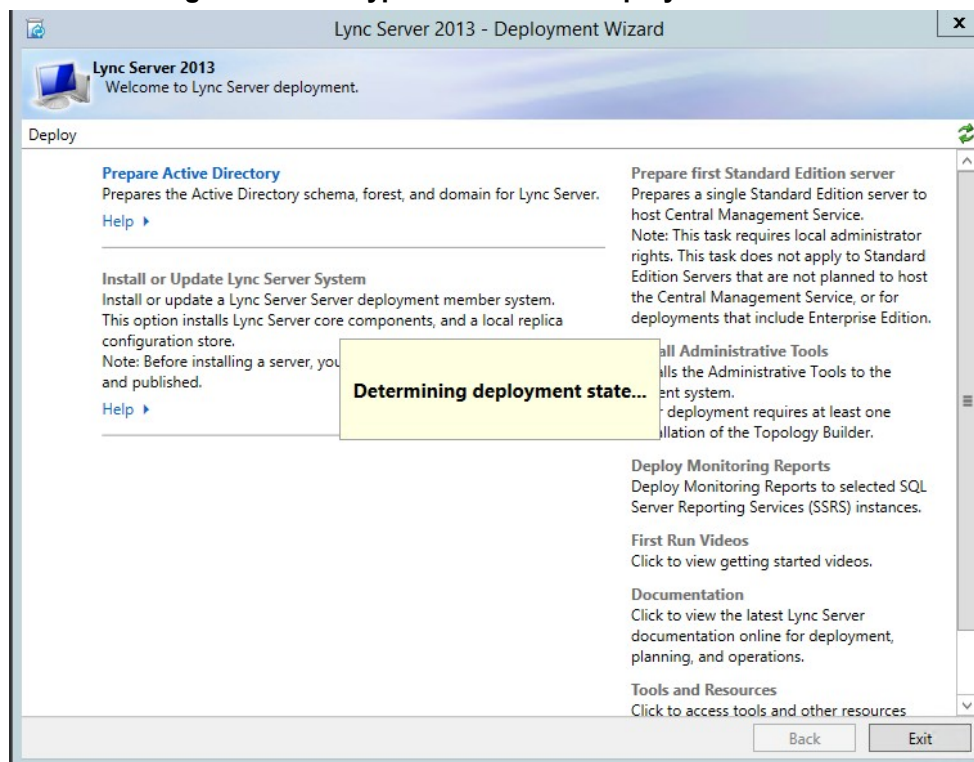 Lync Server 2013 - Deployment Wizard
x
Lync Server 2013
Welcome to Lync Server deployment.
Deploy
Prepare Active Directory
Prepares the Active Directory schema, forest, and domain for Lync Server.
Help
Install or Update Lync Server System
Install or update a Lync Server Server deployment member system.
This option installs Lync Server core components, and a local replica
configuration store.
Note: Before installing a server, you
and published.
Help
Determining deployment state...
Prepare first Standard Edition server
Prepares a single Standard Edition server to
host Central Management Service.
Note: This task requires local administrator
rights. This task does not apply to Standard
Edition Servers that are not planned to host
the Central Management Service, or for
deployments that include Enterprise Edition.
Administrative Tools
the Administrative Tools to the
system.
deployment requires at least one
of the Topology Builder.
Deploy Monitoring Reports
Deploy Monitoring Reports to selected SQL
Server Reporting Services (SSRS) instances.
First Run Videos
Click to view getting started videos.
Documentation
Click to view the latest Lync Server
documentation online for deployment,
planning, and operations.
Tools and Resources
Click to access tools and other resources
Back
Exit